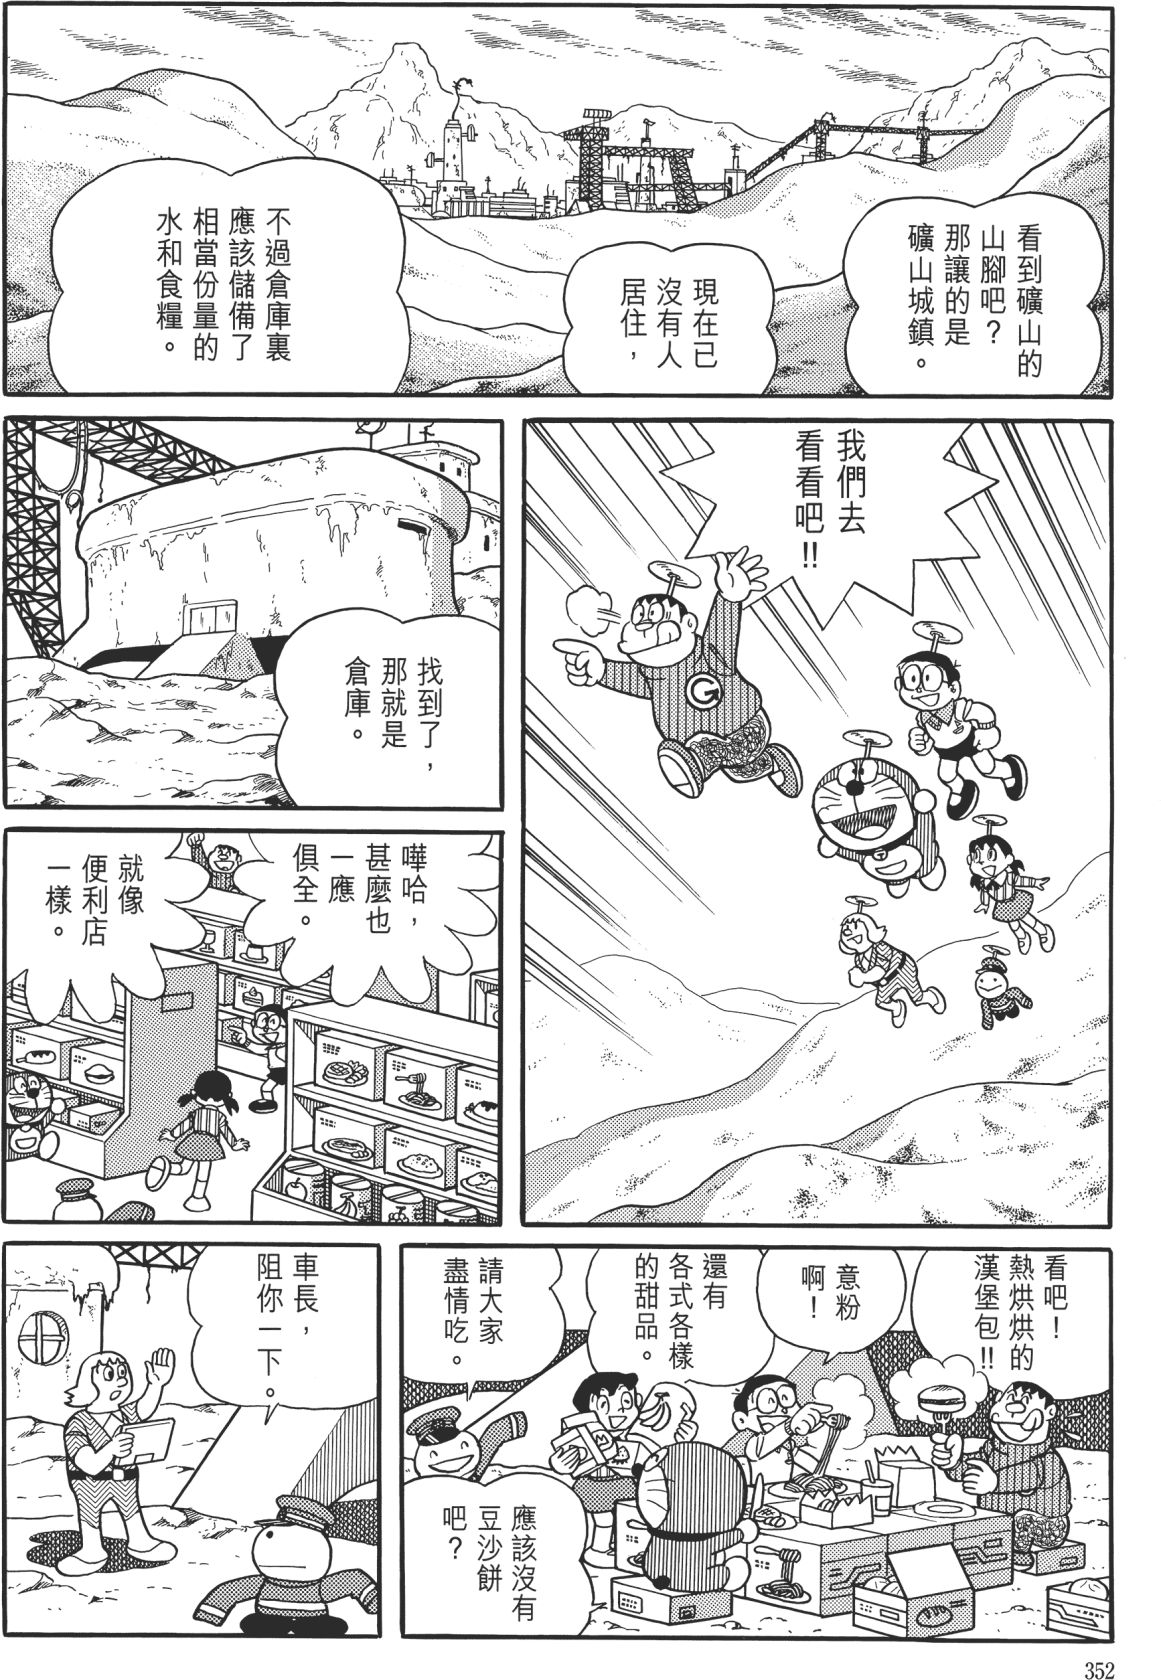 看到礦山的
山腳吧？
那讓的是
礦山城鎮。
現在已
沒有人
居住，
不過倉庫裏
應該儲備了
相當份量的
水和食糧。
我們去
看看吧!!
G
找到了，
那就是
倉庫。
嘩哈，
甚麼也
一應
俱全。
就像
便利店
一樣。
看吧！
熱烘烘的
漢堡包!!
意粉
啊！
還有
各式各樣
的甜品。
請大家
盡情吃。
應該沒有
豆沙餅
吧？
車長，
阻你一下。
352